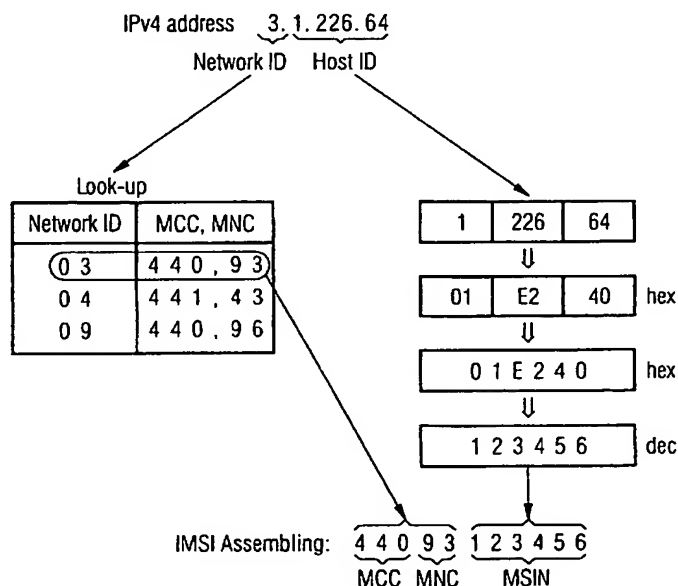 IPv4 address 3.1.226.64
Network ID Host ID
Look-up
Network ID MCC, MNC
0 3 4 4 0 , 9 3
0 4 4 4 1 , 4 3
0 9 4 4 0 , 9 6
1 226 64
01 E2 40 hex
0 1 E 2 4 0 hex
1 2 3 4 5 6 dec
IMSI Assembling: 4 4 0 9 3 1 2 3 4 5 6
MCC MNC MSIN